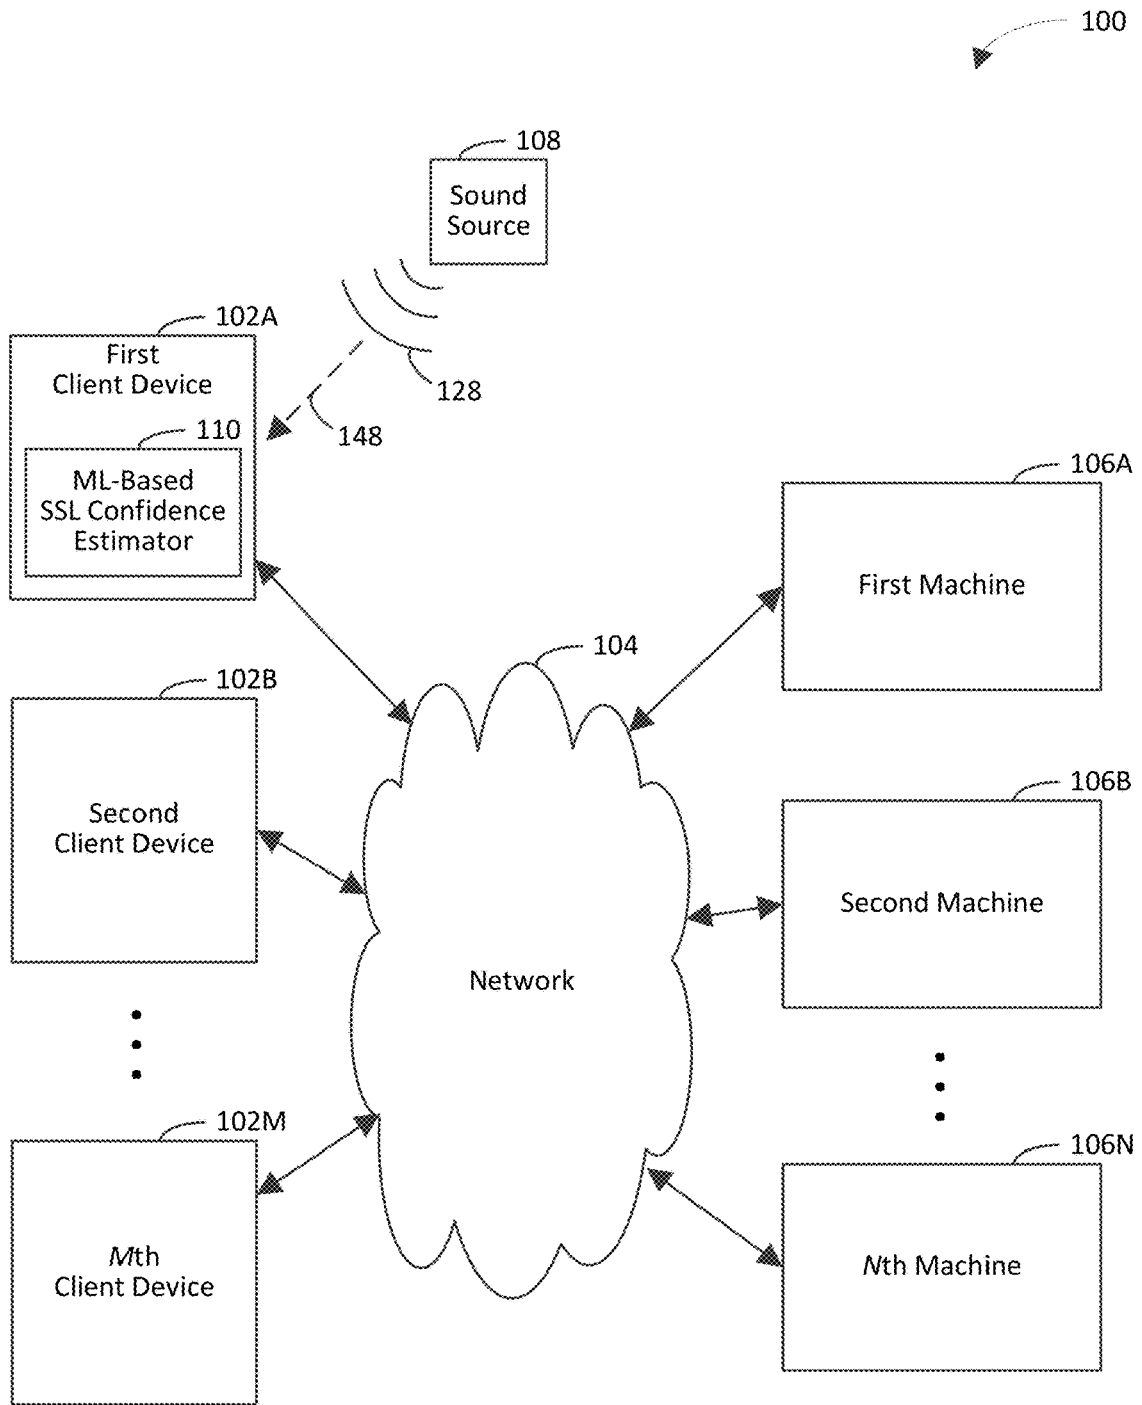 100
108
Sound
Source
102A
First
Client Device
128
148
110
ML-Based
SSL Confidence
Estimator
106A
First Machine
104
102B
Second
Client Device
106B
Second Machine
Network
102M
Mth
Client Device
106N
Nth Machine